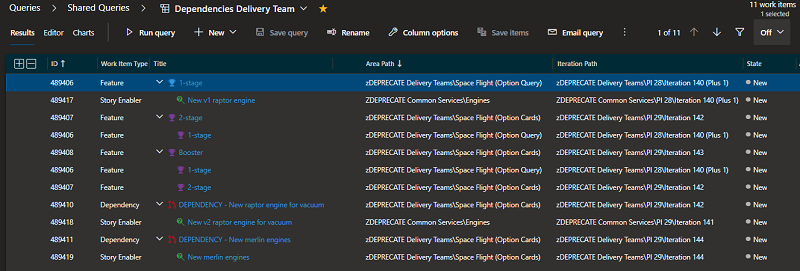 Queries > Shared Queries > Dependencies Delivery Team
11 work items
1 selected
Results Editor Charts Run query New Save query Rename Save items Column options Email query 1 of 11 Off
ID Work Item Type Title Area Path Iteration Path State
489406 Feature 1-stage zDEPRECATE Delivery Teams\Space Flight (Option Query) zDEPRECATE Delivery Teams\PI 28\Iteration 140 (Plus 1) New
489417 Story Enabler New v1 raptor engine zDEPRECATE Common Services\Engines zDEPRECATE Common Services\PI 28\Iteration 140 (Plus 1) New
489407 Feature 2-stage zDEPRECATE Delivery Teams\Space Flight (Option Cards) zDEPRECATE Delivery Teams\PI 29\Iteration 142 New
489406 Feature 1-stage zDEPRECATE Delivery Teams\Space Flight (Option Query) zDEPRECATE Delivery Teams\PI 28\Iteration 140 (Plus 1) New
489408 Feature Booster zDEPRECATE Delivery Teams\Space Flight (Option Cards) zDEPRECATE Delivery Teams\PI 29\Iteration 143 New
489406 Feature 1-stage zDEPRECATE Delivery Teams\Space Flight (Option Query) zDEPRECATE Delivery Teams\PI 28\Iteration 140 (Plus 1) New
489407 Feature 2-stage zDEPRECATE Delivery Teams\Space Flight (Option Cards) zDEPRECATE Delivery Teams\PI 29\Iteration 142 New
489410 Dependency DEPENDENCY - New raptor engine for vacuum zDEPRECATE Delivery Teams\Space Flight (Option Cards) zDEPRECATE Delivery Teams\PI 29\Iteration 142 New
489418 Story Enabler New v2 raptor engine for vacuum zDEPRECATE Common Services\Engines zDEPRECATE Common Services\PI 29\Iteration 141 New
489411 Dependency DEPENDENCY - New merlin engines zDEPRECATE Delivery Teams\Space Flight (Option Cards) zDEPRECATE Delivery Teams\PI 29\Iteration 144 New
489419 Story Enabler New merlin engines zDEPRECATE Delivery Teams\Space Flight (Option Cards) zDEPRECATE Delivery Teams\PI 29\Iteration 144 New